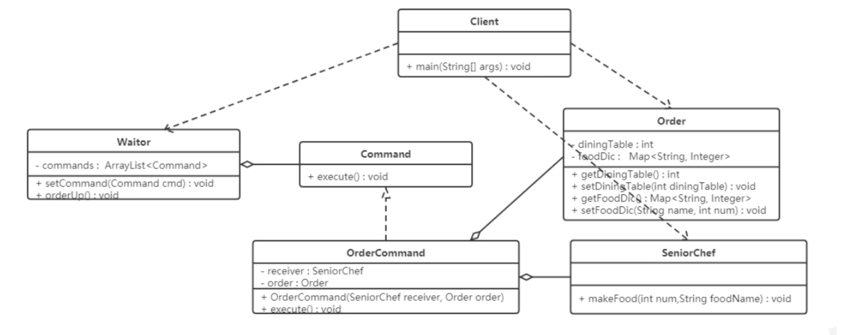 Client
+ main(String[] args) : void
Waitor
- commands : ArrayList<Command>
+ setCommand(Command cmd) : void
+ orderUp() : void
Command
+ execute() : void
Order
- diningTable : int
- foodDic : Map<String, Integer>
+ getDiningTable() : int
+ setDiningTable(int diningTable) : void
+ getFoodDic() : Map<String, Integer>
+ setFoodDic(String name, int num) : void
OrderCommand
- receiver : SeniorChef
- order : Order
+ OrderCommand(SeniorChef receiver, Order order)
+ execute() : void
SeniorChef
+ makeFood(int num,String foodName) : void